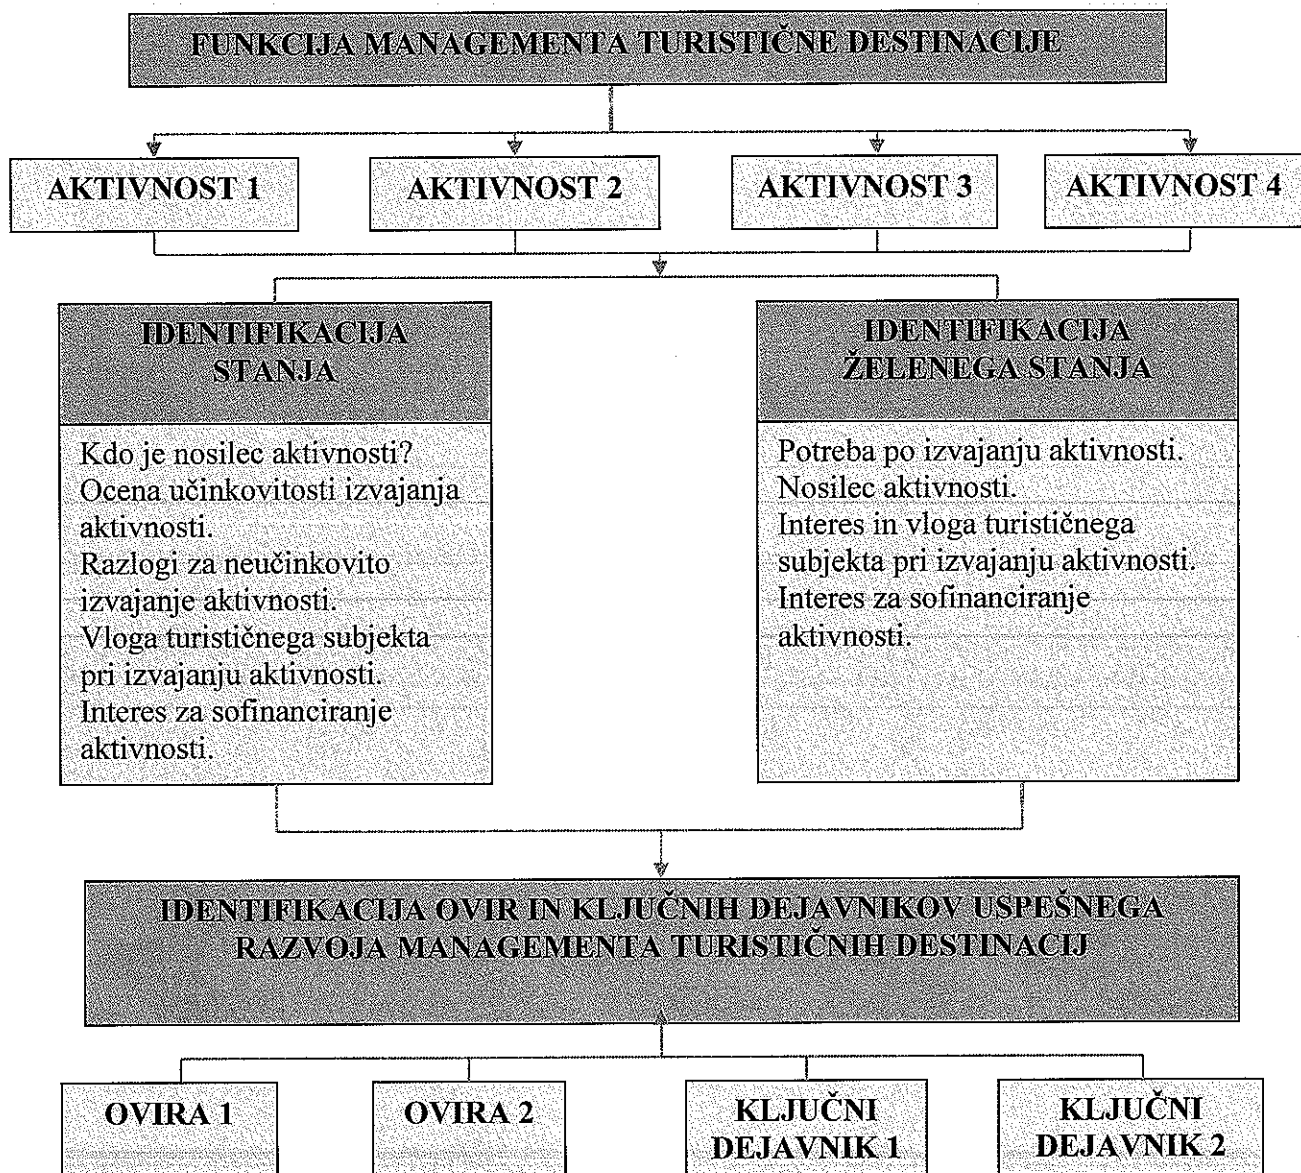 FUNKCIJA MANAGEMENTA TURISTIČNE DESTINACIJE
AKTIVNOST 1
AKTIVNOST 2
AKTIVNOST 3
AKTIVNOST 4
IDENTIFIKACIJA
STANJA
Kdo je nosilec aktivnosti?
Ocena učinkovitosti izvajanja
aktivnosti.
Razlogi za neučinkovito
izvajanje aktivnosti.
Vloga turističnega subjekta
pri izvajanju aktivnosti.
Interes za sofinanciranje
aktivnosti.
IDENTIFIKACIJA
ŽELENEGA STANJA
Potreba po izvajanju aktivnosti.
Nosilec aktivnosti.
Interes in vloga turističnega
subjekta pri izvajanju aktivnosti.
Interes za sofinanciranje
aktivnosti.
IDENTIFIKACIJA OVIR IN KLJUČNIH DEJAVNIKOV USPEŠNEGA
RAZVOJA MANAGEMENTA TURISTIČNIH DESTINACIJ
OVIRA 1
OVIRA 2
KLJUČNI
DEJAVNIK 1
KLJUČNI
DEJAVNIK 2